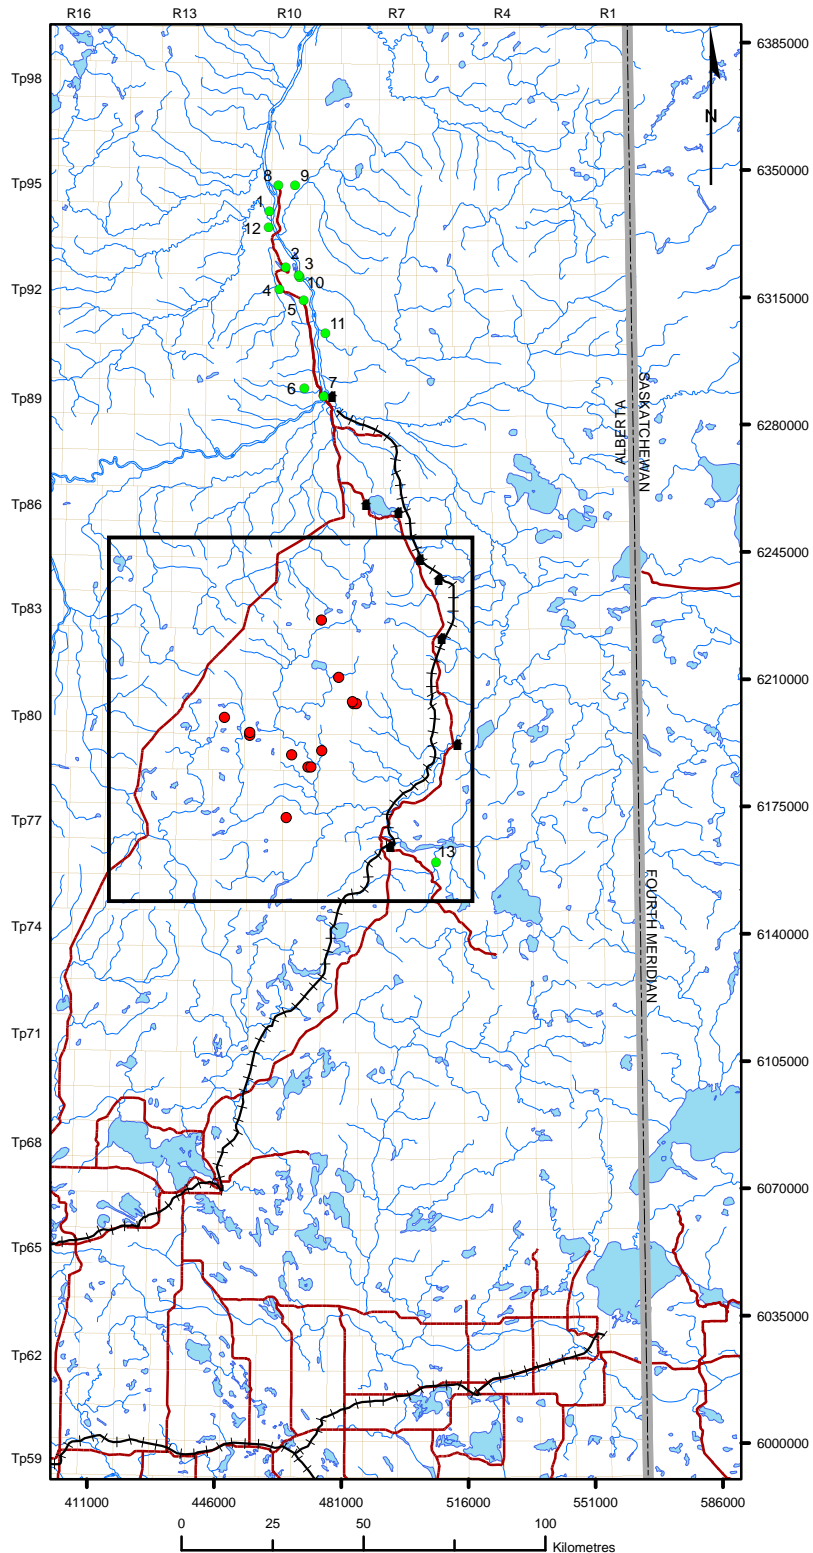 R16 R13 R10 R7 R4 R1
6385000
Tp98
N
6350000
Tp95
8 9
1
12
2
3
Tp92
4
10
6315000
5
11
6
7
Tp89
ALBERTA
SASKATCHEWAN
6280000
Tp86
6245000
Tp83
6210000
Tp80
6175000
Tp77
13
FOURTH MERIDIAN
Tp74
6140000
Tp71
6105000
Tp68
6070000
Tp65
6035000
Tp62
6000000
Tp59
411000 446000 481000 516000 551000 586000
0 25 50 100
Kilometres